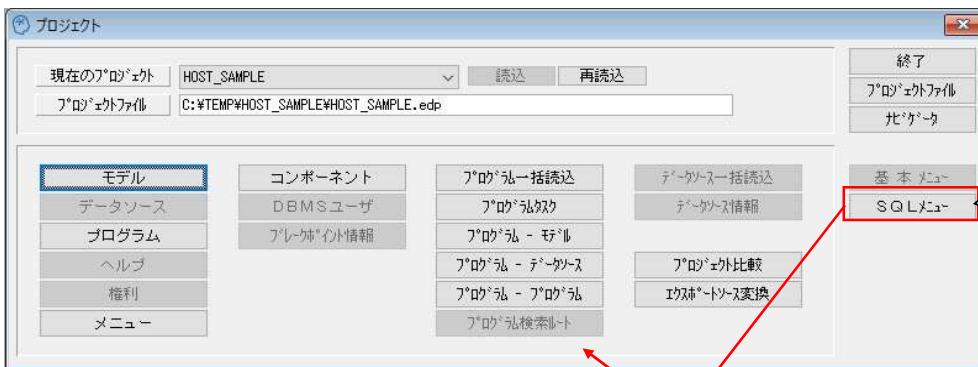 プロジェクト
現在のﾌﾟﾛｼﾞｪｸﾄ HOST_SAMPLE 読込 再読込 終了
ﾌﾟﾛｼﾞｪｸﾄﾌｧｲﾙ C:¥TEMP¥HOST_SAMPLE¥HOST_SAMPLE.edp ﾌﾟﾛｼﾞｪｸﾄﾌｧｲﾙ
ﾅﾋﾞｹﾞｰﾀ
モデル コンポーネント ﾌﾟﾛｸﾞﾗﾑ一括読込 ﾃﾞｰﾀｿｰｽ一括読込 基 本 ﾒﾆｭｰ
データソース DBMSユーザ ﾌﾟﾛｸﾞﾗﾑﾀｽｸ ﾃﾞｰﾀｿｰｽ情報 ＳＱＬﾒﾆｭｰ
プログラム ﾌﾞﾚｰｸﾎﾟｲﾝﾄ情報 ﾌﾟﾛｸﾞﾗﾑ - ﾓﾃﾞﾙ
ヘルプ ﾌﾟﾛｸﾞﾗﾑ - ﾃﾞｰﾀｿｰｽ ﾌﾟﾛｼﾞｪｸﾄ比較
権利 ﾌﾟﾛｸﾞﾗﾑ - ﾌﾟﾛｸﾞﾗﾑ ｴｸｽﾎﾟｰﾄｿｰｽ変換
メニュー ﾌﾟﾛｸﾞﾗﾑ検索ﾙｰﾄ